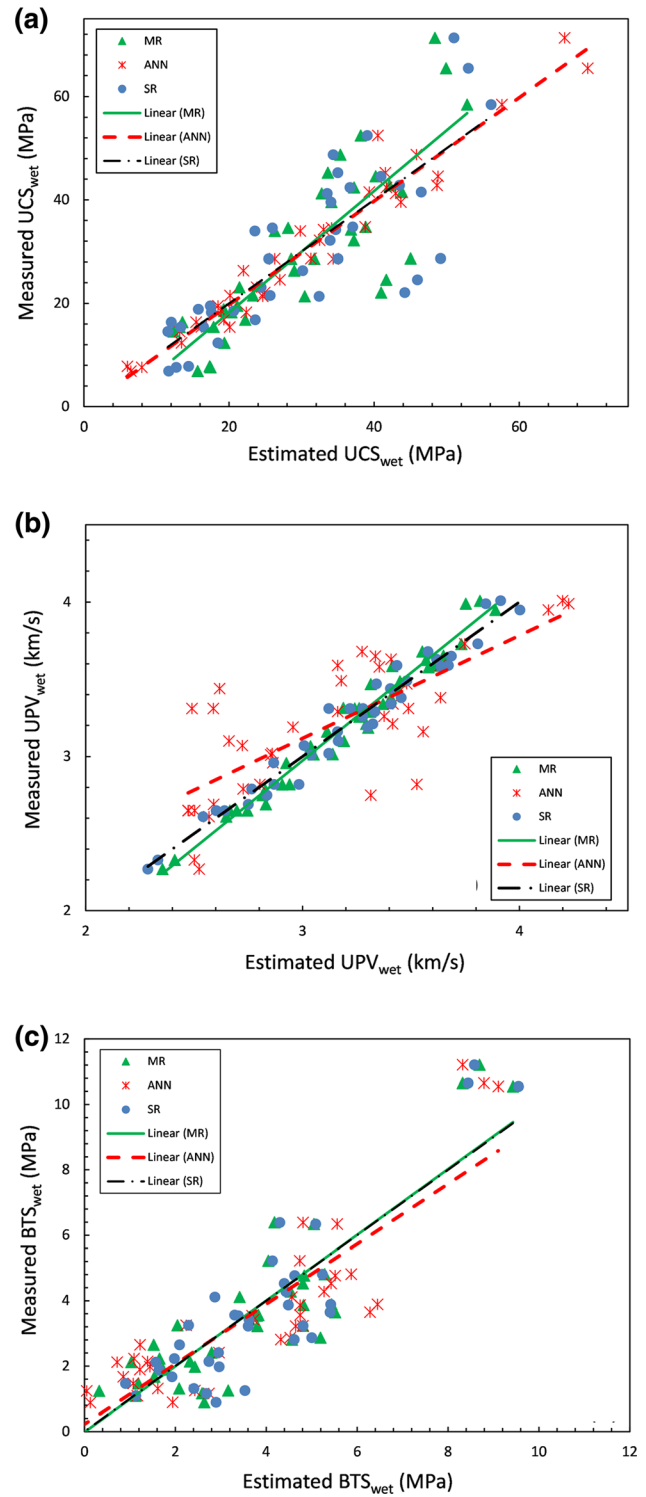 (a)
Measured UCSwet (MPa)
60
40
20
0
MR
ANN
SR
Linear (MR)
Linear (ANN)
Linear (SR)
0 20 40 60
Estimated UCSwet (MPa)
(b)
Measured UPVwet (km/s)
4
3
2
MR
ANN
SR
Linear (MR)
Linear (ANN)
Linear (SR)
2 3 4
Estimated UPVwet (km/s)
(c)
Measured BTSwet (MPa)
12
10
8
6
4
2
0
MR
ANN
SR
Linear (MR)
Linear (ANN)
Linear (SR)
0 2 4 6 8 10 12
Estimated BTSwet (MPa)